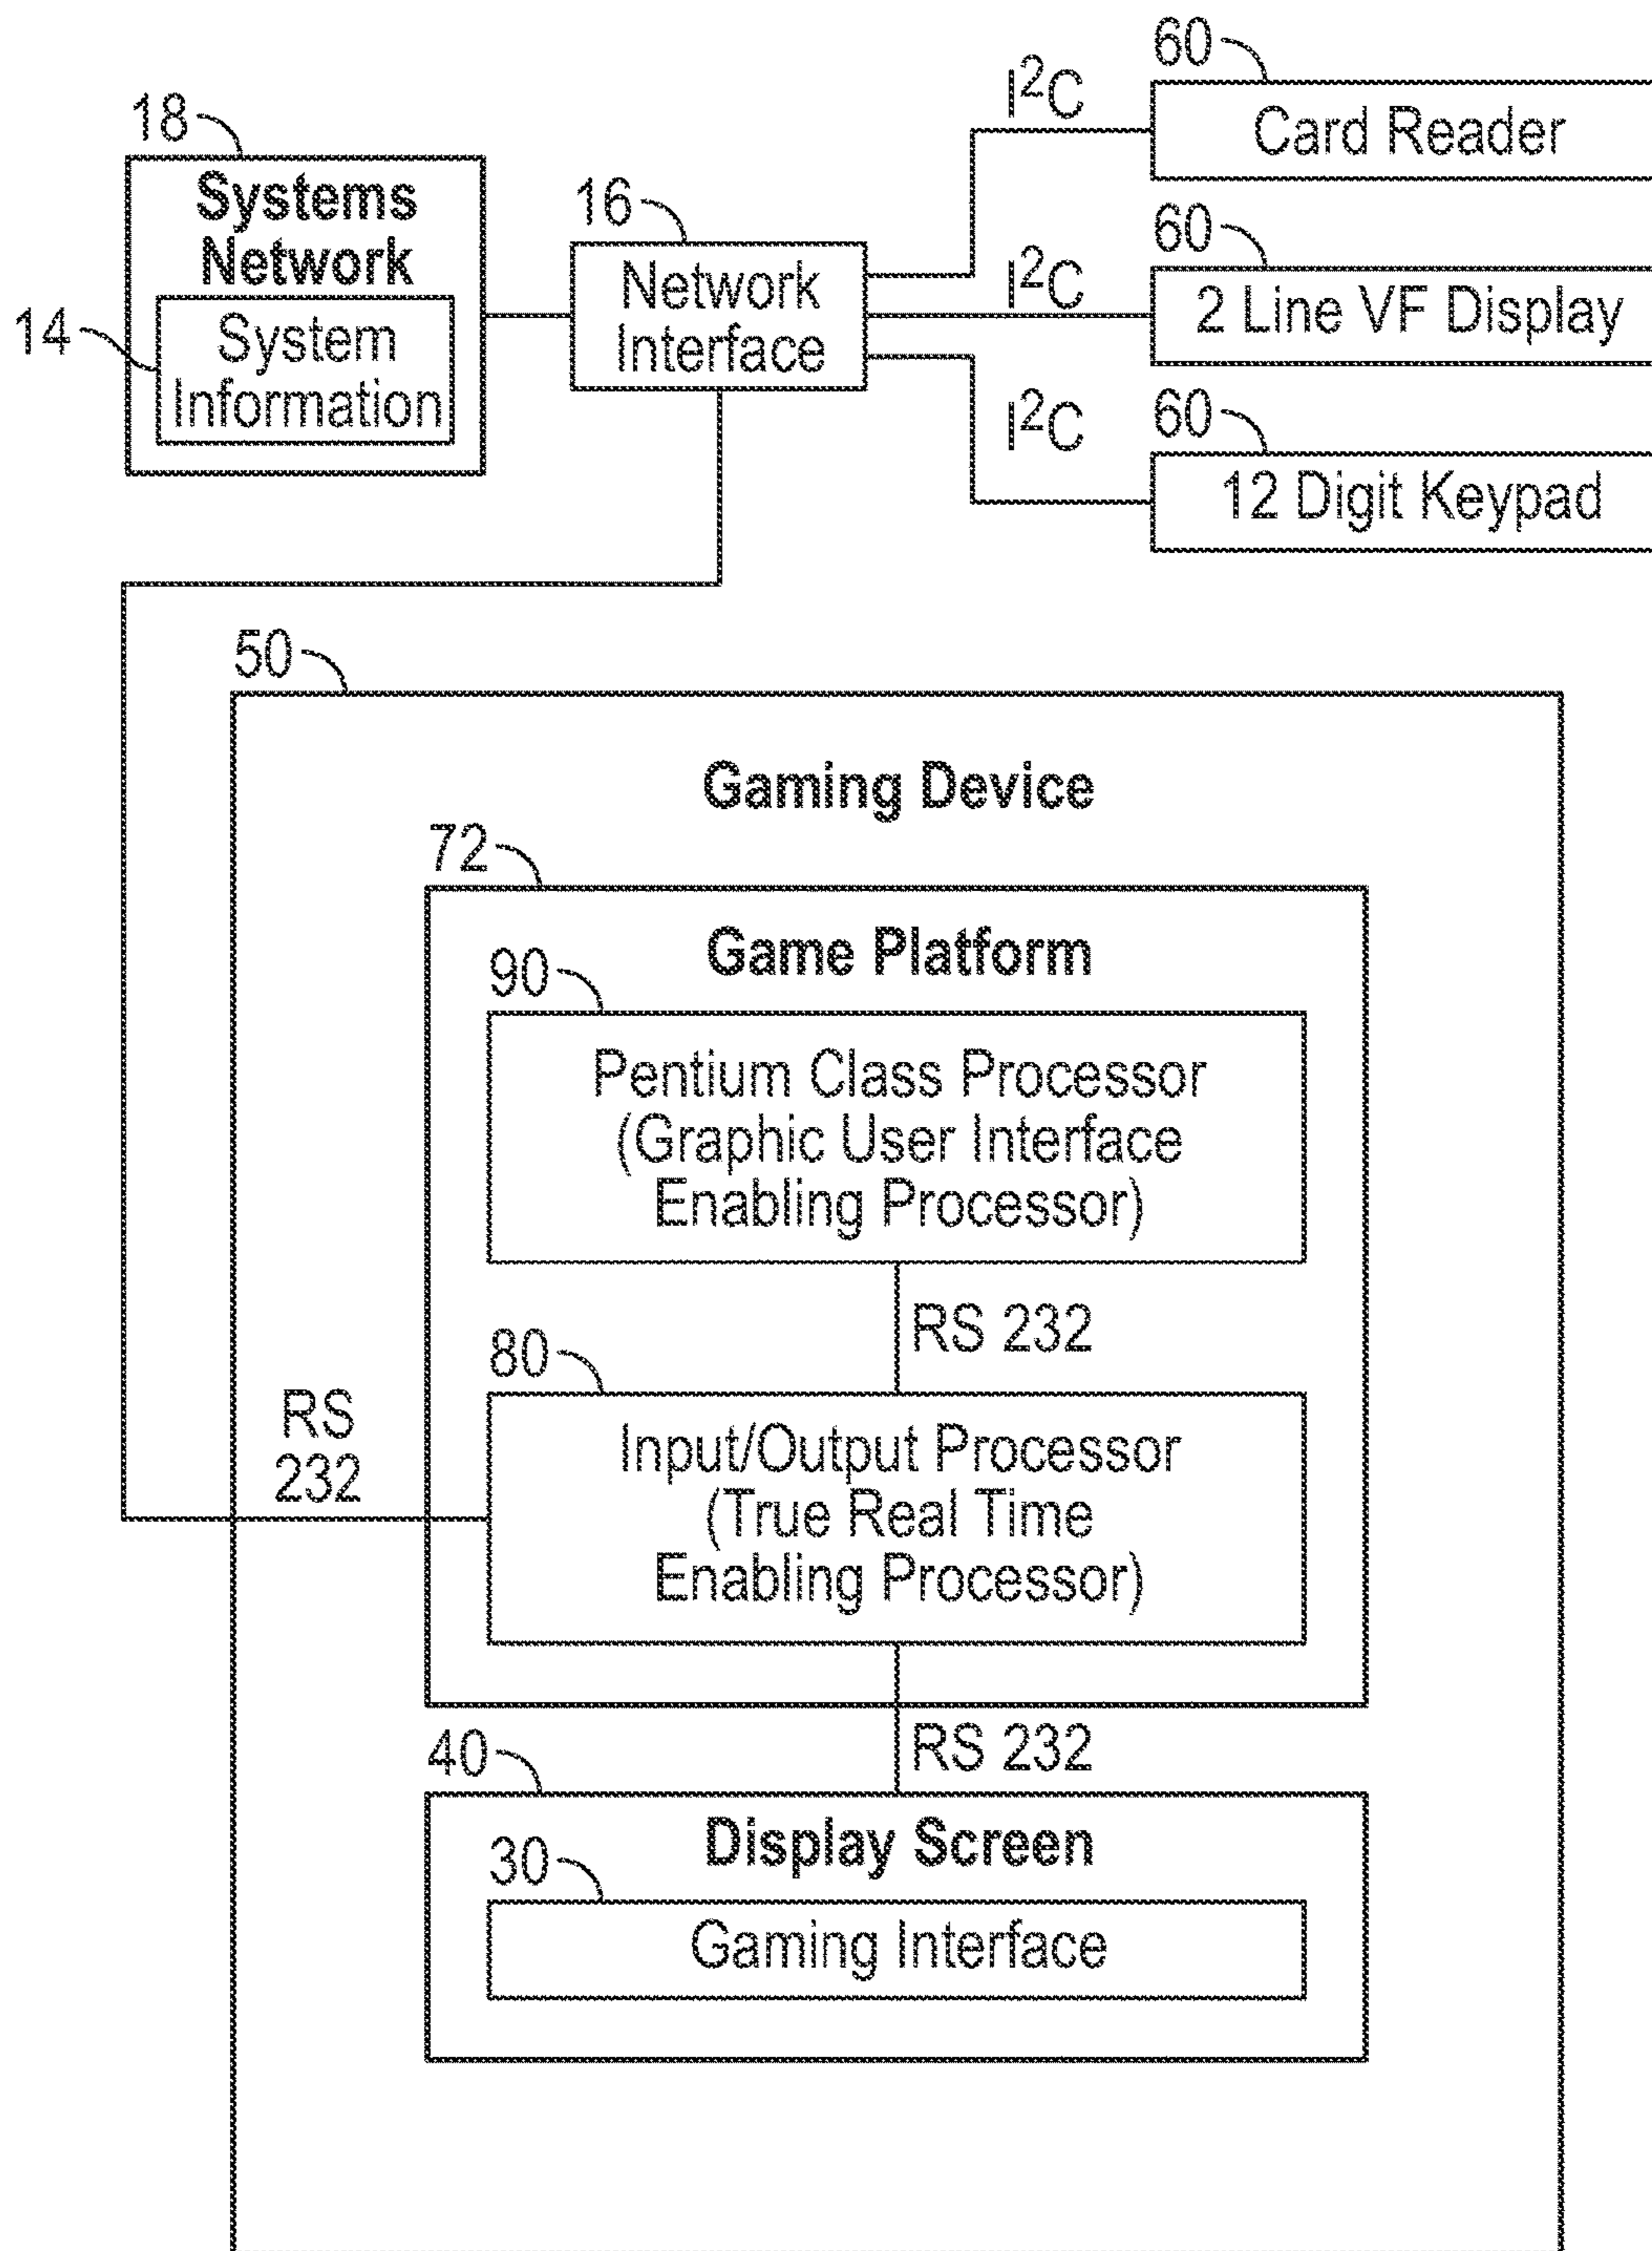 60
I²C
Card Reader
18
Systems
Network
16
60
Network
Interface
I²C
2 Line VF Display
14
System
Information
I²C
60
12 Digit Keypad
50
Gaming Device
72
Game Platform
90
Pentium Class Processor
(Graphic User Interface
Enabling Processor)
RS 232
80
RS
232
Input/Output Processor
(True Real Time
Enabling Processor)
RS 232
40
Display Screen
30
Gaming Interface